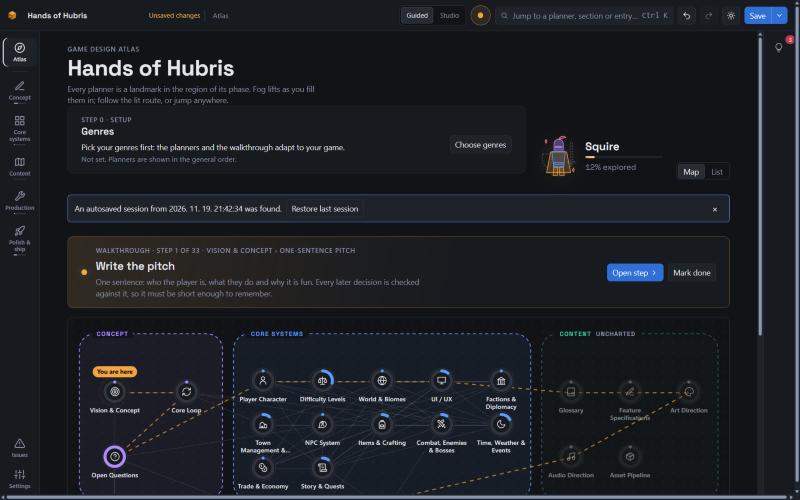 Hands of Hubris
Unsaved changes
Atlas
Guided
Studio
Jump to a planner, section or entry...
Ctrl K
Save
3
Atlas
Concept
Core
systems
Content
Production
Polish &
ship
Issues
Settings
GAME DESIGN ATLAS
Hands of Hubris
Every planner is a landmark in the region of its phase. Fog lifts as you fill
them in; follow the lit route, or jump anywhere.
STEP 0 · SETUP
Genres
Pick your genres first: the planners and the walkthrough adapt to your game.
Not set. Planners are shown in the general order.
Choose genres
Squire
12% explored
Map
List
An autosaved session from 2026. 11. 19. 21:42:34 was found.
Restore last session
×
WALKTHROUGH · STEP 1 OF 33 · VISION & CONCEPT › ONE-SENTENCE PITCH
Write the pitch
One sentence: who the player is, what they do and why it is fun. Every later decision is checked
against it, so it must be short enough to remember.
Open step ›
Mark done
CONCEPT
CORE SYSTEMS
CONTENT UNCHARTED
You are here
Vision & Concept
Core Loop
Open Questions
Player Character
Difficulty Levels
World & Biomes
UI / UX
Factions &
Diplomacy
Town
Management &...
NPC System
Items & Crafting
Combat, Enemies
& Bosses
Time, Weather &
Events
Trade & Economy
Story & Quests
Glossary
Feature
Specifications
Art Direction
Audio Direction
Asset Pipeline